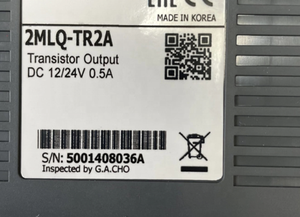 MADE IN KOREA
2MLQ-TR2A
Transistor Output
DC 12/24V 0.5A
S/N: 5001408036A
Inspected by G.A.CHO